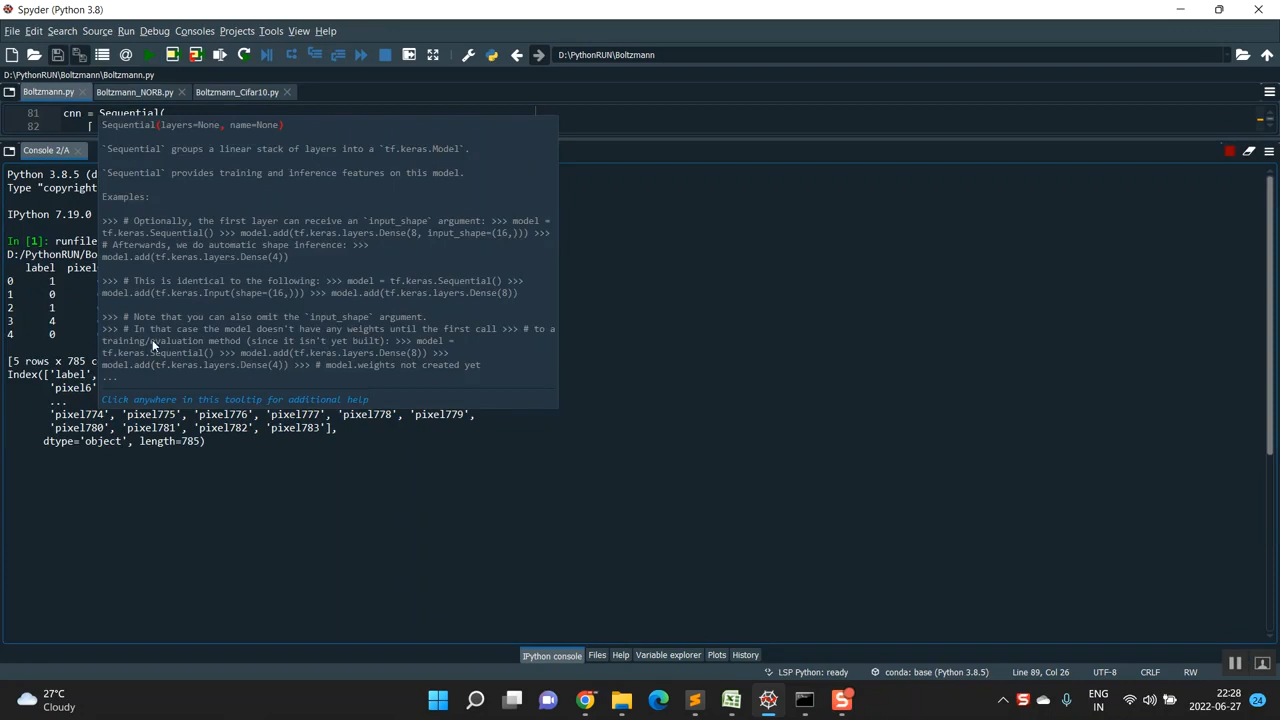 Spyder (Python 3.8)
File Edit Search Source Run Debug Consoles Projects Tools View Help
D:\PythonRUN\Boltzmann
D:\PythonRUN\Boltzmann\Boltzmann.py
Boltzmann.py Boltzmann_NORB.py Boltzmann_Cifar10.py
81 cnn = Sequential(
82 [
Sequential(layers=None, name=None)
Console 2/A
`Sequential` groups a linear stack of layers into a `tf.keras.Model`.
Python 3.8.5 (d
`Sequential` provides training and inference features on this model.
Type "copyright
Examples:
IPython 7.19.0
>>> # Optionally, the first layer can receive an `input_shape` argument: >>> model =
tf.keras.Sequential() >>> model.add(tf.keras.layers.Dense(8, input_shape=(16,))) >>>
In [1]: runfile
# Afterwards, we do automatic shape inference: >>>
D:/PythonRUN/Bo
model.add(tf.keras.layers.Dense(4))
label pixel
0 1
>>> # This is identical to the following: >>> model = tf.keras.Sequential() >>>
1 0
model.add(tf.keras.Input(shape=(16,))) >>> model.add(tf.keras.layers.Dense(8))
2 1
>>> # Note that you can also omit the `input_shape` argument.
3 4
>>> # In that case the model doesn't have any weights until the first call >>> # to a
4 0
training/evaluation method (since it isn't yet built): >>> model =
tf.keras.Sequential() >>> model.add(tf.keras.layers.Dense(8)) >>>
[5 rows x 785 c
model.add(tf.keras.layers.Dense(4)) >>> # model.weights not created yet
Index(['label',
...
'pixel6'
Click anywhere in this tooltip for additional help
...
'pixel774', 'pixel775', 'pixel776', 'pixel777', 'pixel778', 'pixel779',
'pixel780', 'pixel781', 'pixel782', 'pixel783'],
dtype='object', length=785)
IPython console Files Help Variable explorer Plots History
LSP Python: ready conda: base (Python 3.8.5) Line 89, Col 26 UTF-8 CRLF RW
27°C
Cloudy
ENG
IN
22:28
2022-06-27
24